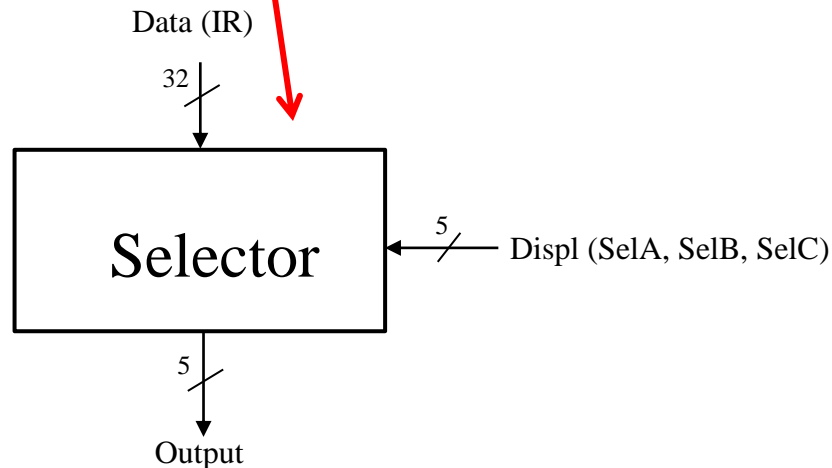 Data (IR)
32
Selector
5
Displ (SelA, SelB, SelC)
5
Output